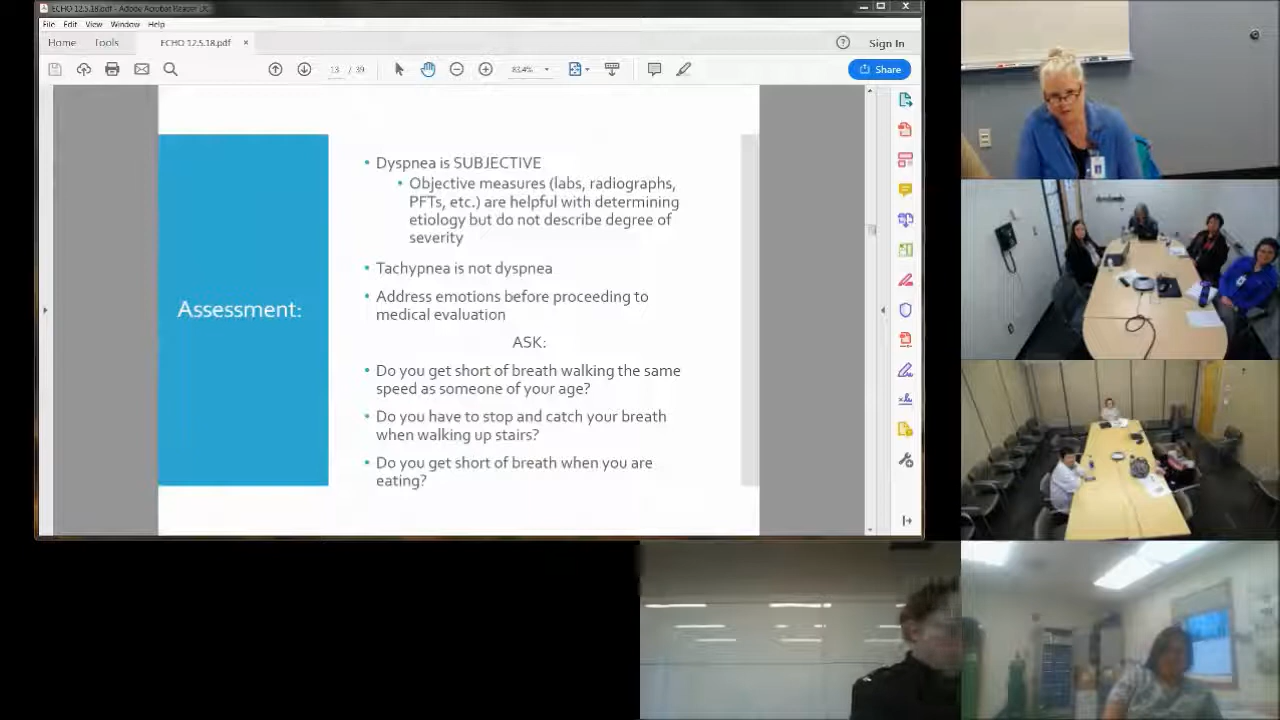 ECHO 12.5.18.pdf - Adobe Acrobat Reader DC
File Edit View Window Help
Home Tools ECHO 12.5.18.pdf × Sign In
13 / 39 83.4% Share
Assessment:
• Dyspnea is SUBJECTIVE
• Objective measures (labs, radiographs,
PFTs, etc.) are helpful with determining
etiology but do not describe degree of
severity
• Tachypnea is not dyspnea
• Address emotions before proceeding to
medical evaluation
ASK:
• Do you get short of breath walking the same
speed as someone of your age?
• Do you have to stop and catch your breath
when walking up stairs?
• Do you get short of breath when you are
eating?